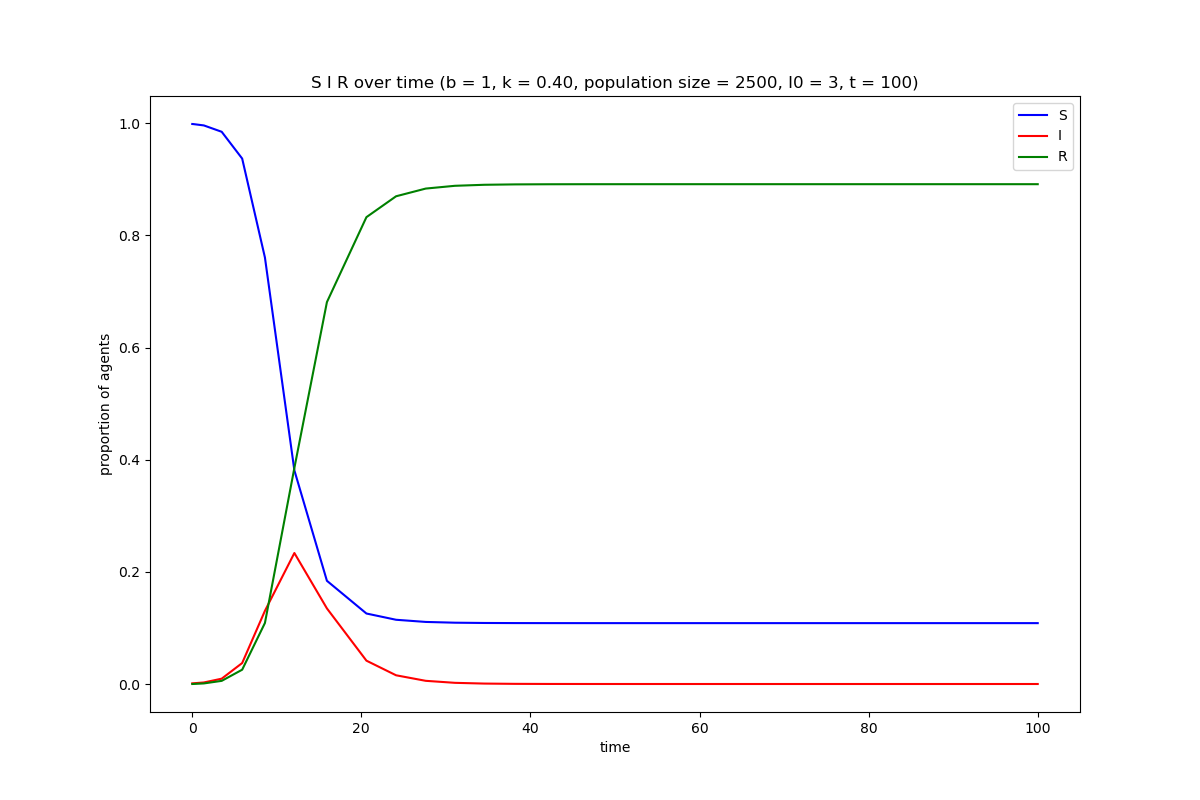 S I R over time (b = 1, k = 0.40, population size = 2500, I0 = 3, t = 100)
S
I
R
1.0
0.8
0.6
0.4
0.2
0.0
proportion of agents
0 20 40 60 80 100
time